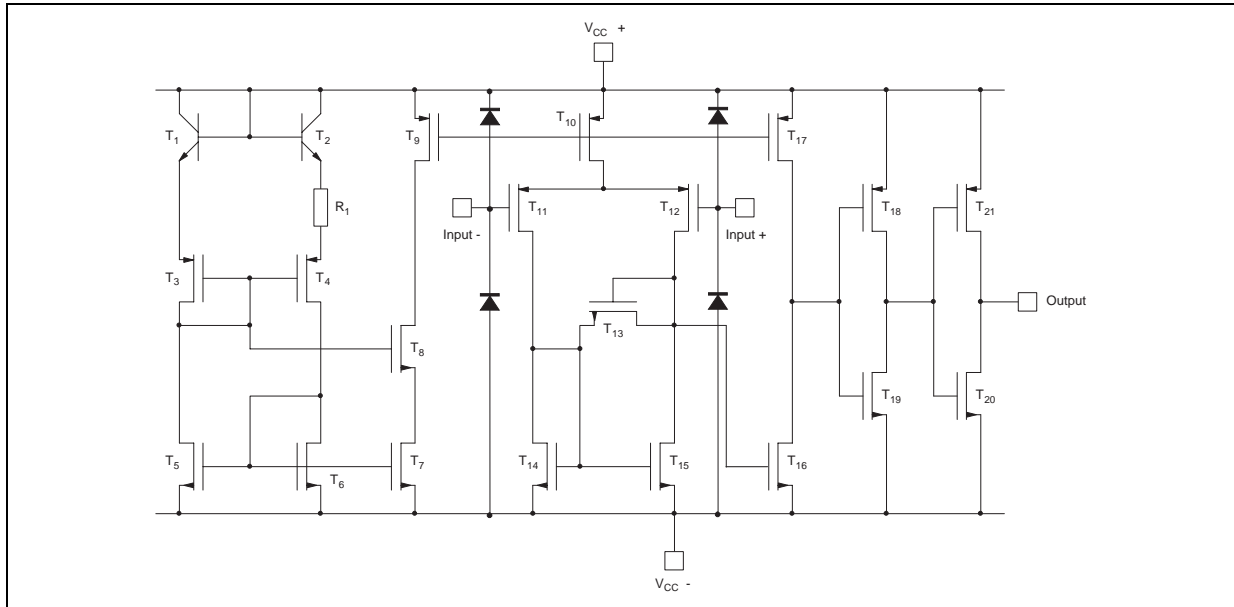 V_CC +
T_1
T_2
T_9
T_10
T_17
R_1
T_11
T_12
T_18
T_21
Input -
Input +
T_3
T_4
Output
T_13
T_8
T_19
T_20
T_5
T_6
T_7
T_14
T_15
T_16
V_CC -